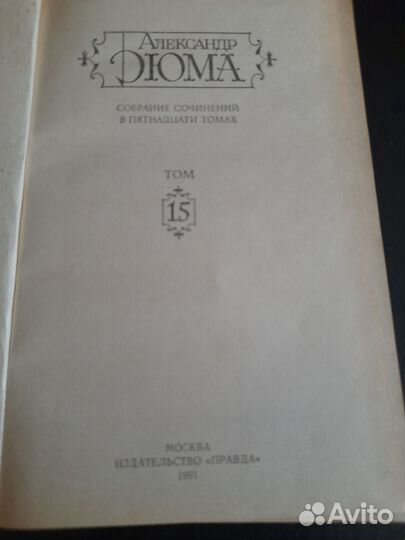 Александр
Дюма
СОБРАНИЕ СОЧИНЕНИЙ
В ПЯТНАДЦАТИ ТОМАХ
ТОМ
15
МОСКВА
ИЗДАТЕЛЬСТВО «ПРАВДА»
1991
Avito